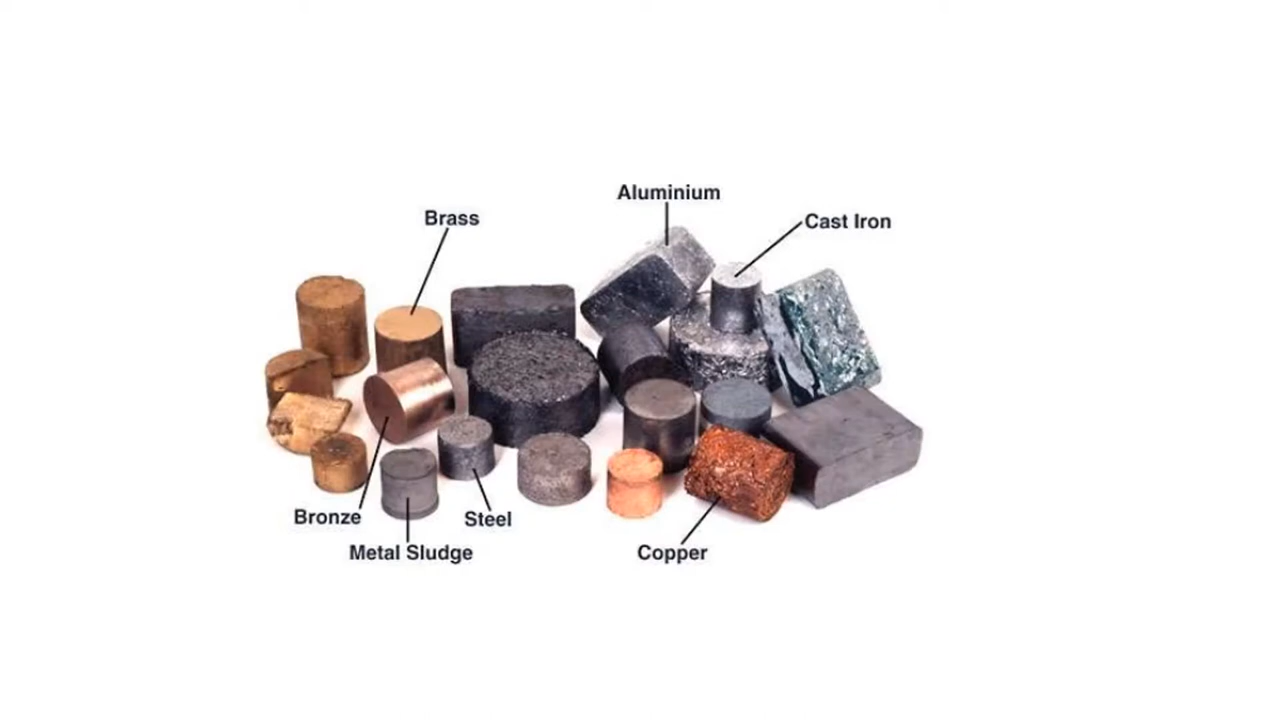 Aluminium
Brass
Cast Iron
Bronze
Steel
Metal Sludge
Copper